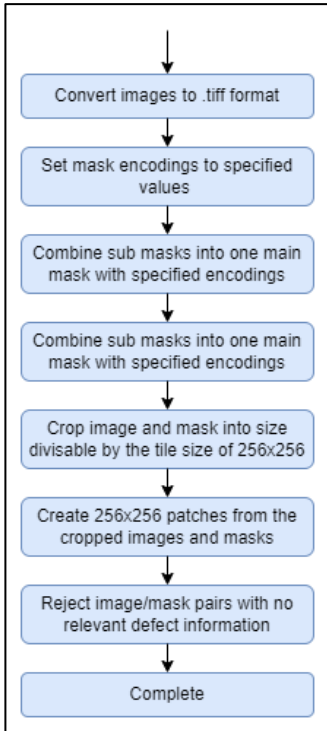 Convert images to .tiff format
Set mask encodings to specified
values
Combine sub masks into one main
mask with specified encodings
Combine sub masks into one main
mask with specified encodings
Crop image and mask into size
divisable by the tile size of 256x256
Create 256x256 patches from the
cropped images and masks
Reject image/mask pairs with no
relevant defect information
Complete